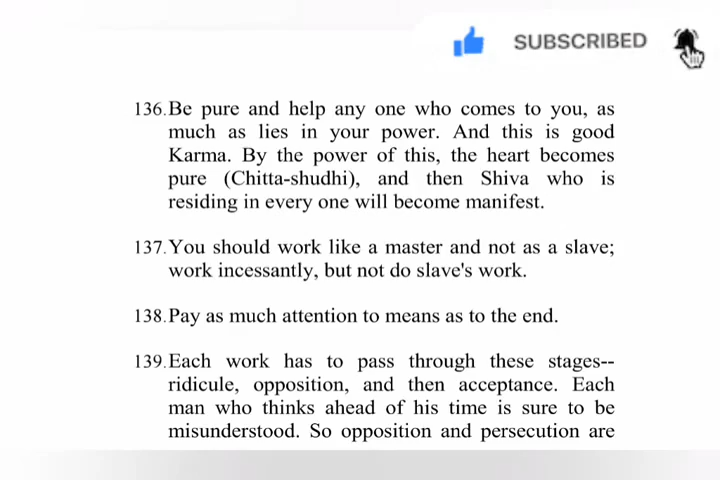 SUBSCRIBED
136.Be pure and help any one who comes to you, as
much as lies in your power. And this is good
Karma. By the power of this, the heart becomes
pure (Chitta-shudhi), and then Shiva who is
residing in every one will become manifest.
137.You should work like a master and not as a slave;
work incessantly, but not do slave's work.
138.Pay as much attention to means as to the end.
139.Each work has to pass through these stages--
ridicule, opposition, and then acceptance. Each
man who thinks ahead of his time is sure to be
misunderstood. So opposition and persecution are